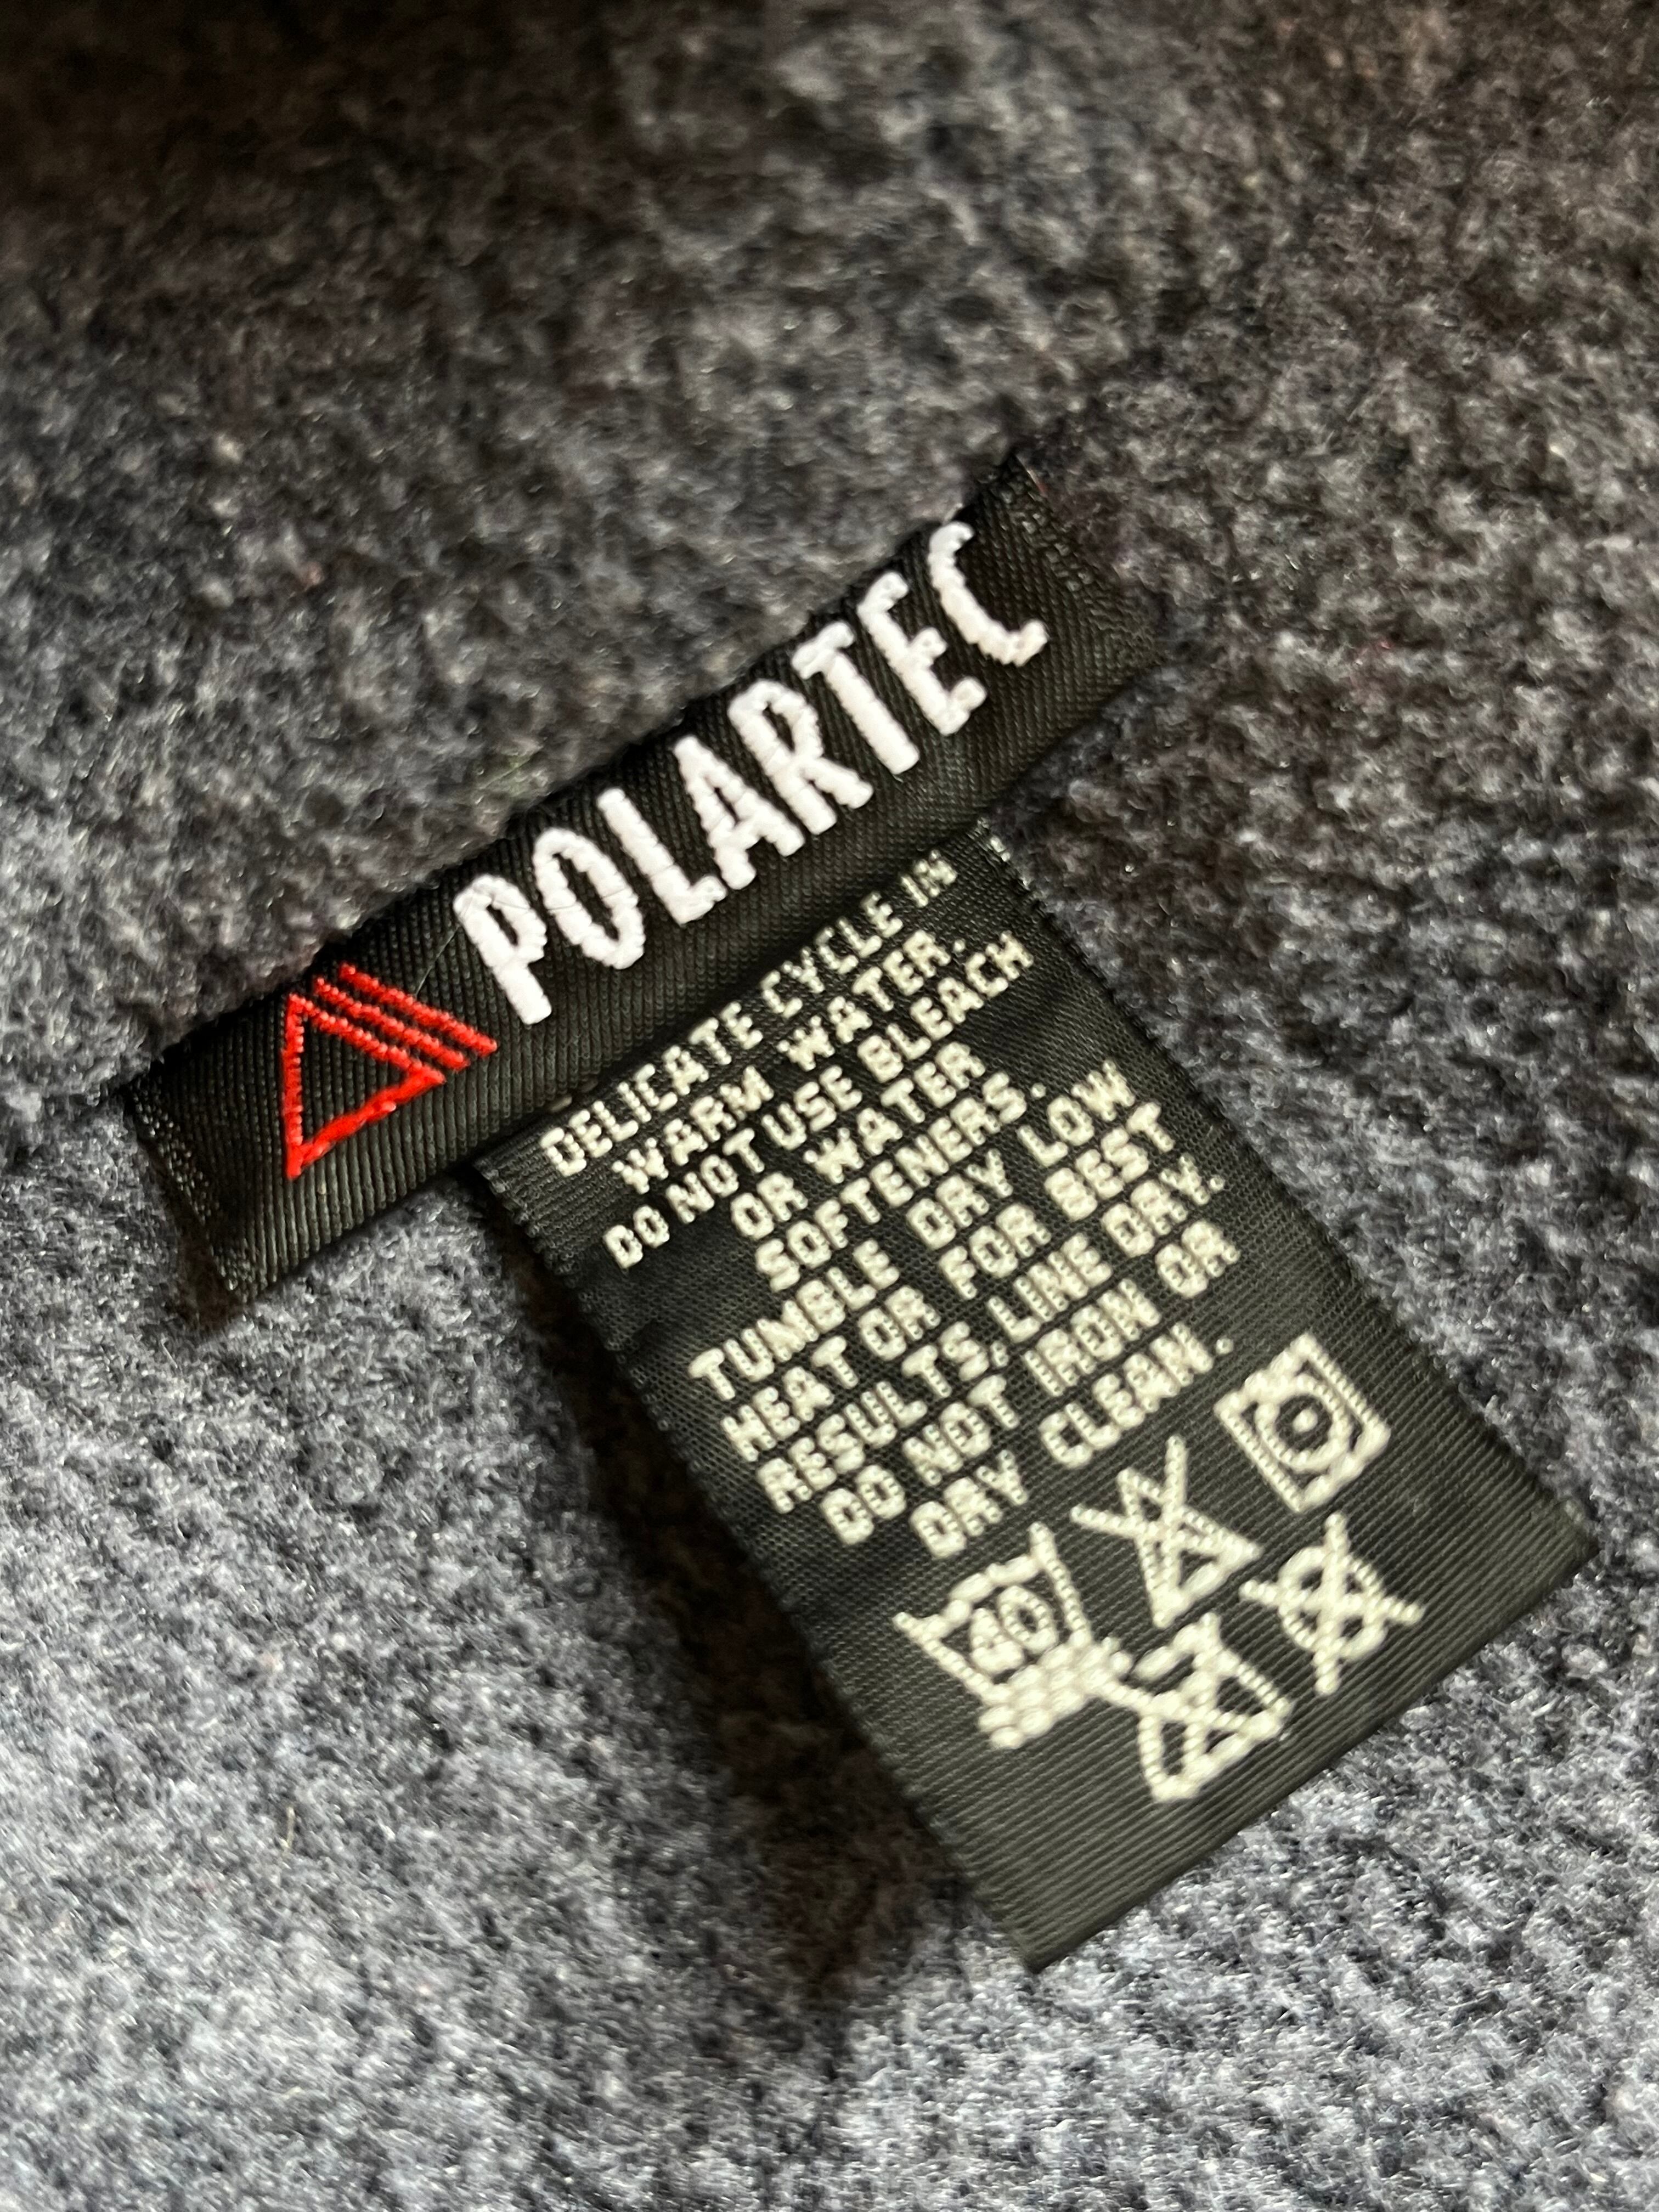 POLARTEC
DELICATE CYCLE IN
WARM WATER.
DO NOT USE BLEACH
OR WATER
SOFTENERS.
TUMBLE DRY LOW
HEAT OR FOR BEST
RESULTS, LINE DRY.
DO NOT IRON OR
DRY CLEAN.
40